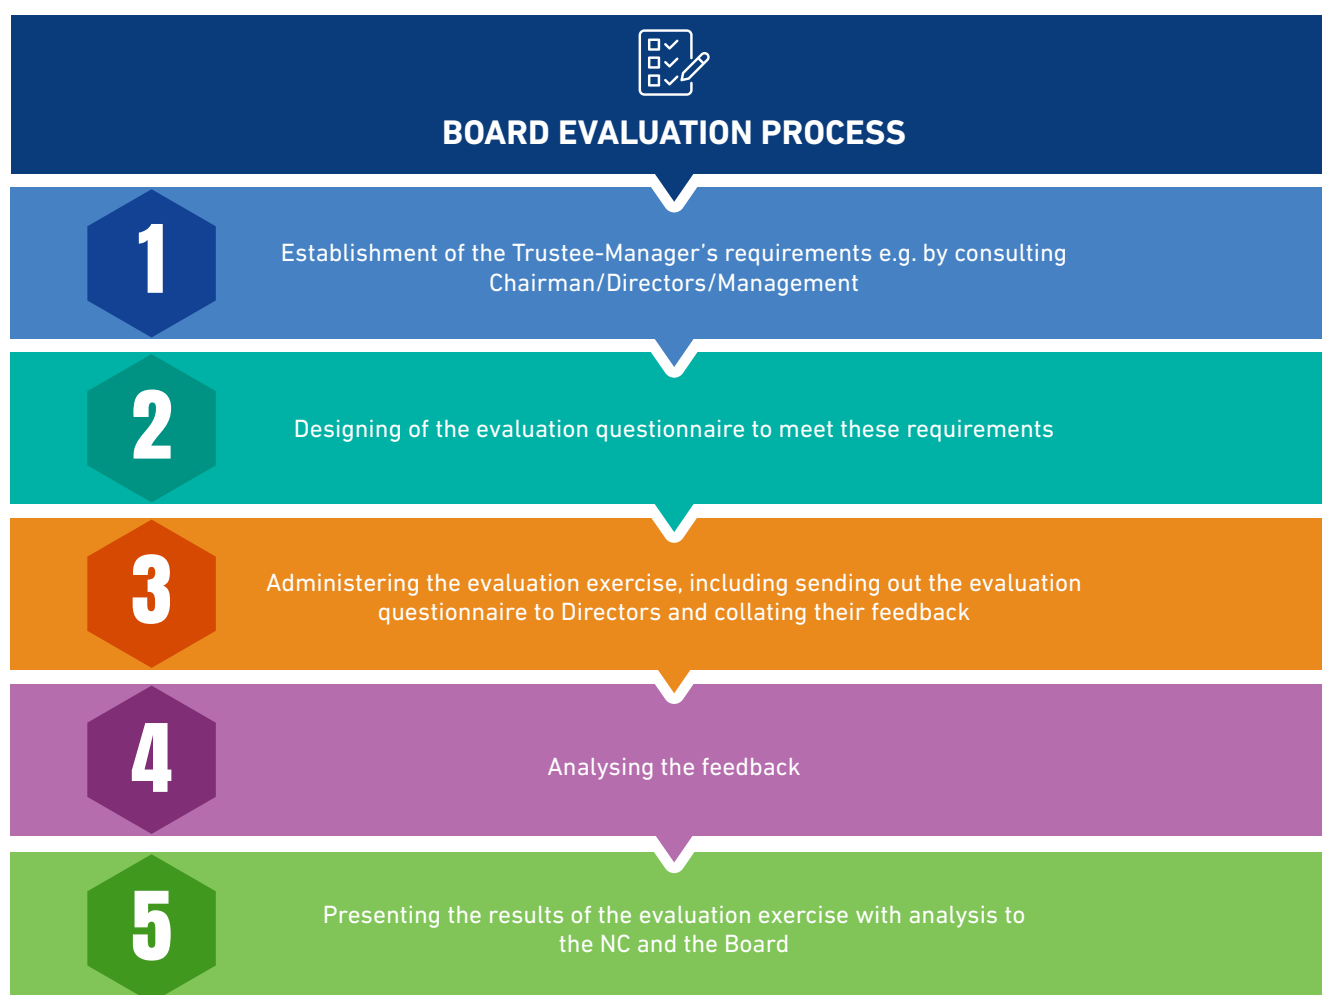 BOARD EVALUATION PROCESS
1
Establishment of the Trustee-Manager’s requirements e.g. by consulting
Chairman/Directors/Management
2
Designing of the evaluation questionnaire to meet these requirements
3
Administering the evaluation exercise, including sending out the evaluation
questionnaire to Directors and collating their feedback
4
Analysing the feedback
5
Presenting the results of the evaluation exercise with analysis to
the NC and the Board